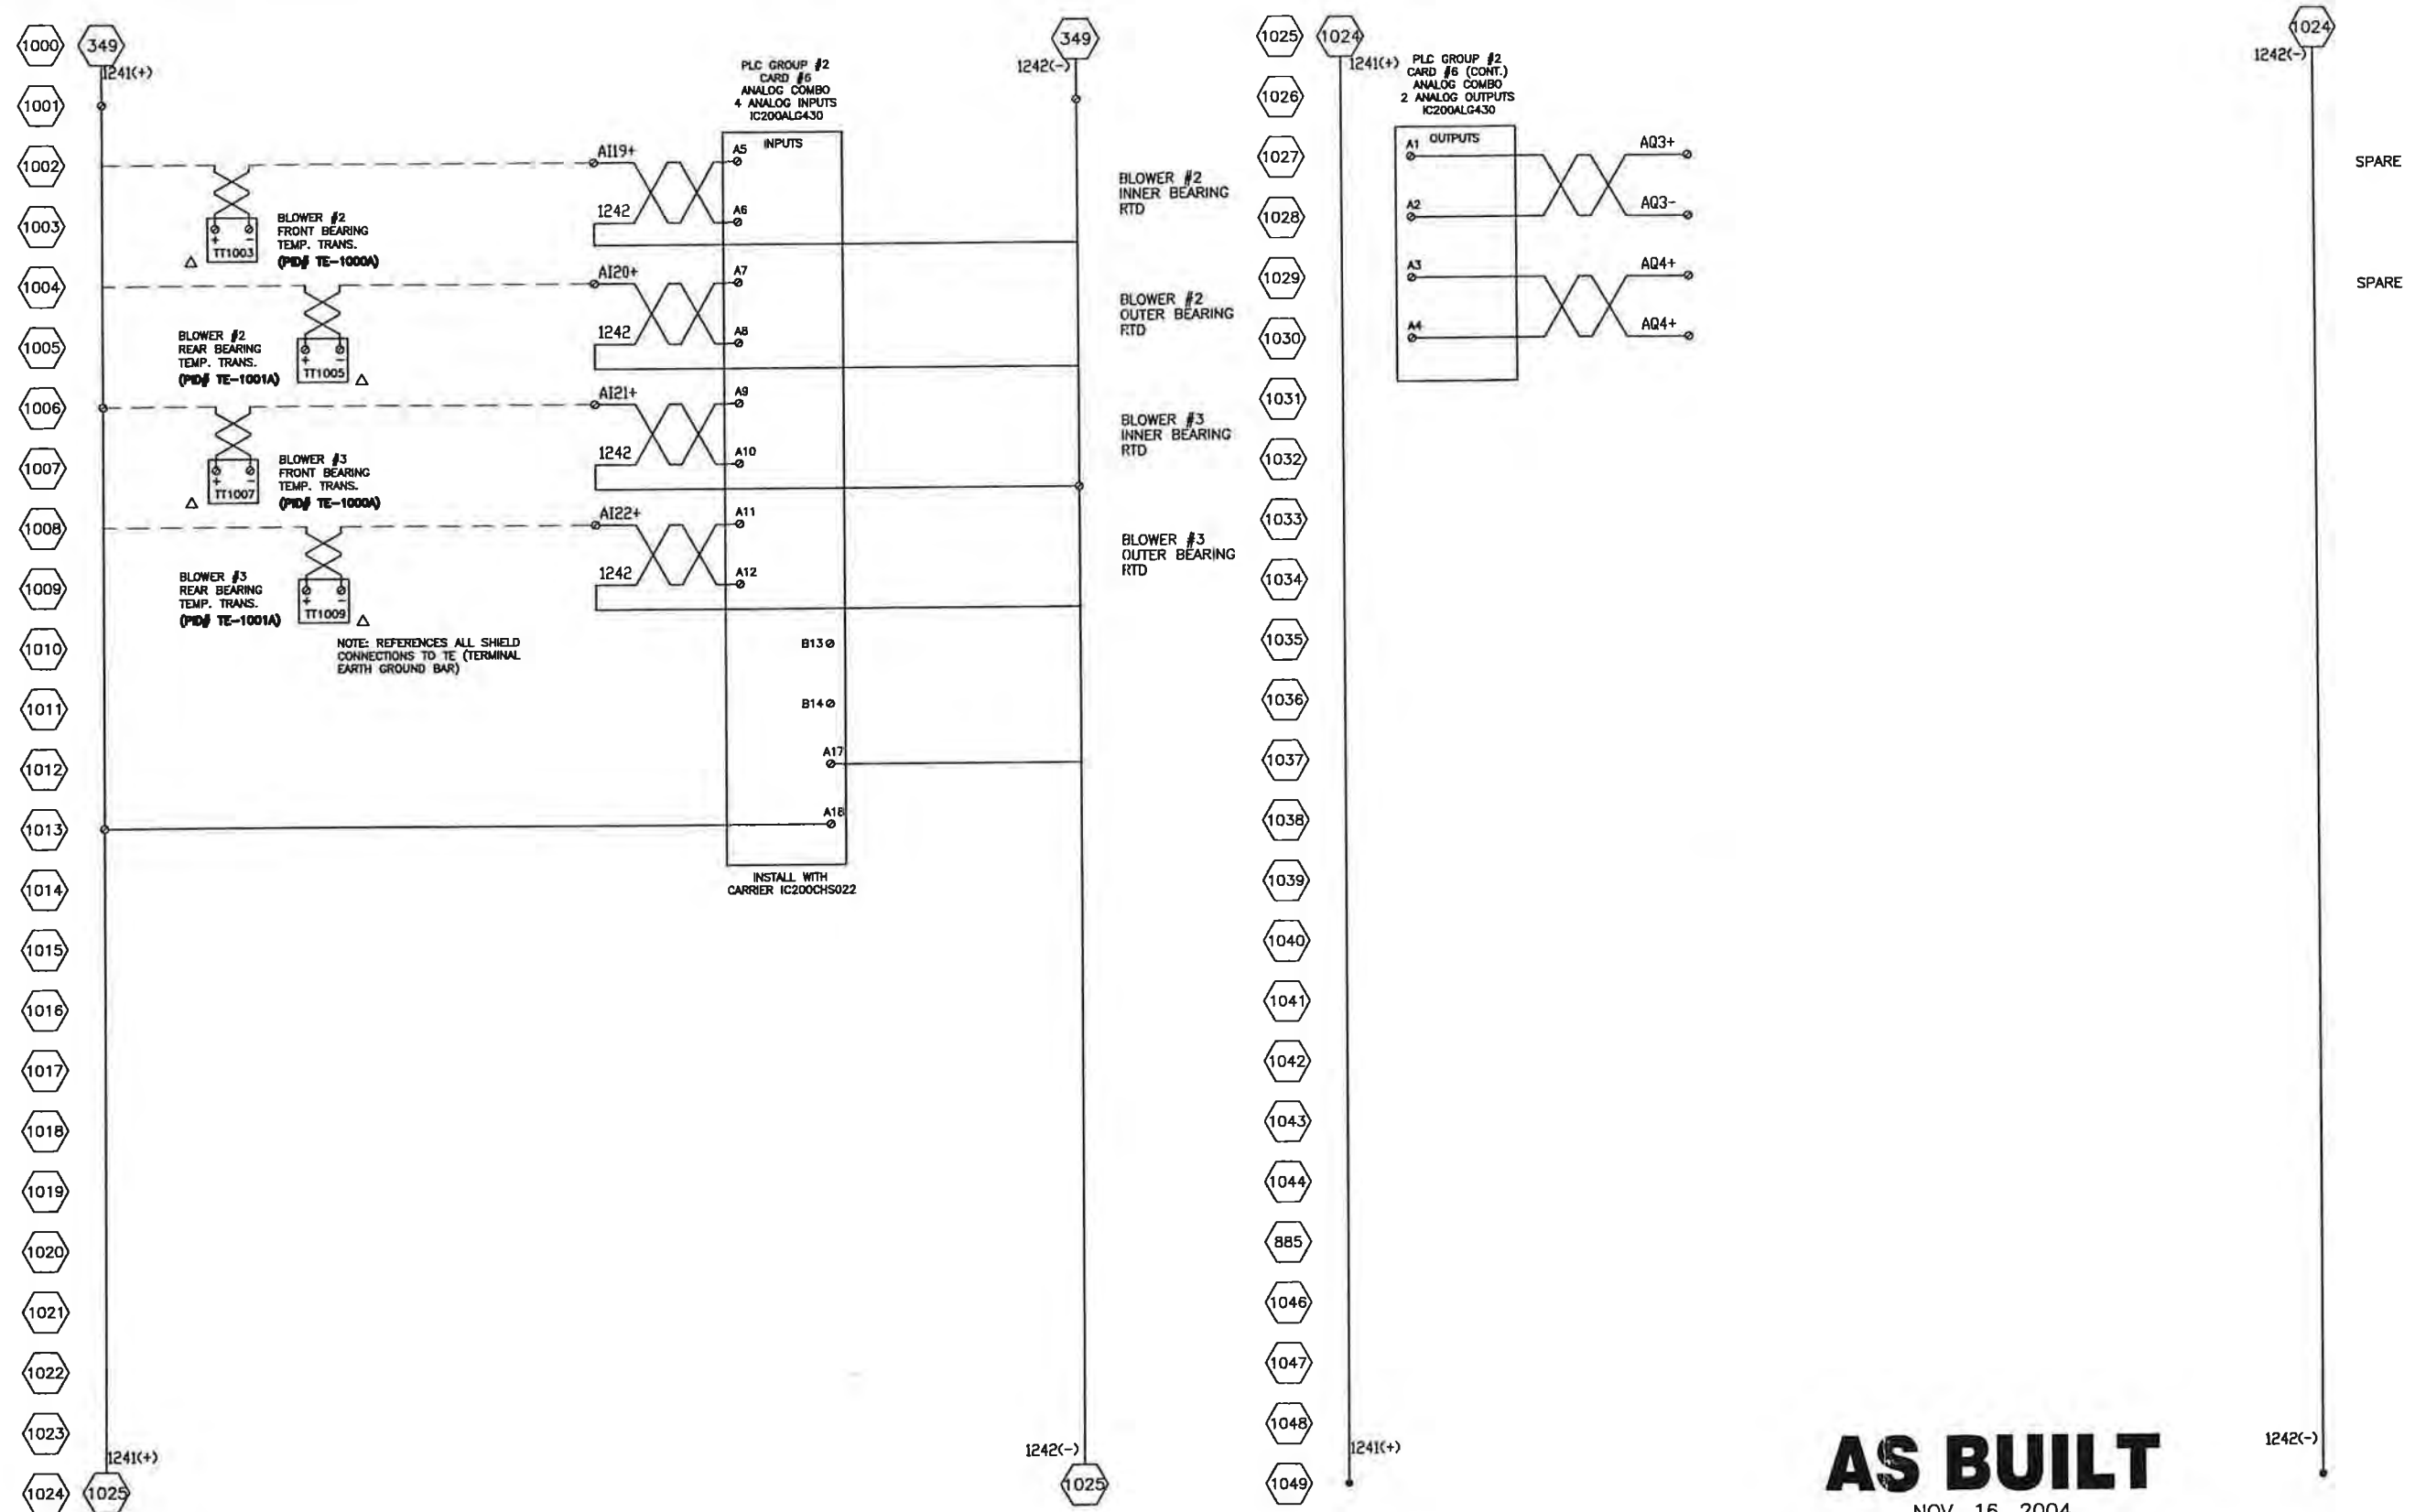 1000
349
1241(+)
1001
1002
1003
1004
1005
1006
1007
1008
1009
1010
1011
1012
1013
1014
1015
1016
1017
1018
1019
1020
1021
1022
1023
1024
1241(+)
1025
TT1003
+ -
BLOWER #2
FRONT BEARING
TEMP. TRANS.
(PID# TE-1000A)
BLOWER #2
REAR BEARING
TEMP. TRANS.
(PID# TE-1001A)
+ -
TT1005
+ -
TT1007
BLOWER #3
FRONT BEARING
TEMP. TRANS.
(PID# TE-1000A)
BLOWER #3
REAR BEARING
TEMP. TRANS.
(PID# TE-1001A)
+ -
TT1009
NOTE: REFERENCES ALL SHIELD
CONNECTIONS TO TE (TERMINAL
EARTH GROUND BAR)
PLC GROUP #2
CARD #6
ANALOG COMBO
4 ANALOG INPUTS
IC200ALG430
INPUTS
AI19+
A5
1242
A6
AI20+
A7
1242
A8
AI21+
A9
1242
A10
AI22+
A11
1242
A12
B13
B14
A17
A18
INSTALL WITH
CARRIER IC200CHS022
349
1242(-)
1242(-)
1025
BLOWER #2
INNER BEARING
RTD
BLOWER #2
OUTER BEARING
RTD
BLOWER #3
INNER BEARING
RTD
BLOWER #3
OUTER BEARING
RTD
1025
1024
1241(+)
1026
1027
1028
1029
1030
1031
1032
1033
1034
1035
1036
1037
1038
1039
1040
1041
1042
1043
1044
885
1046
1047
1048
1049
1241(+)
PLC GROUP #2
CARD #6 (CONT.)
ANALOG COMBO
2 ANALOG OUTPUTS
IC200ALG430
OUTPUTS
A1
AQ3+
A2
AQ3-
A3
AQ4+
A4
AQ4+
1024
1242(-)
SPARE
SPARE
1242(-)
AS BUILT
NOV. 16, 2004